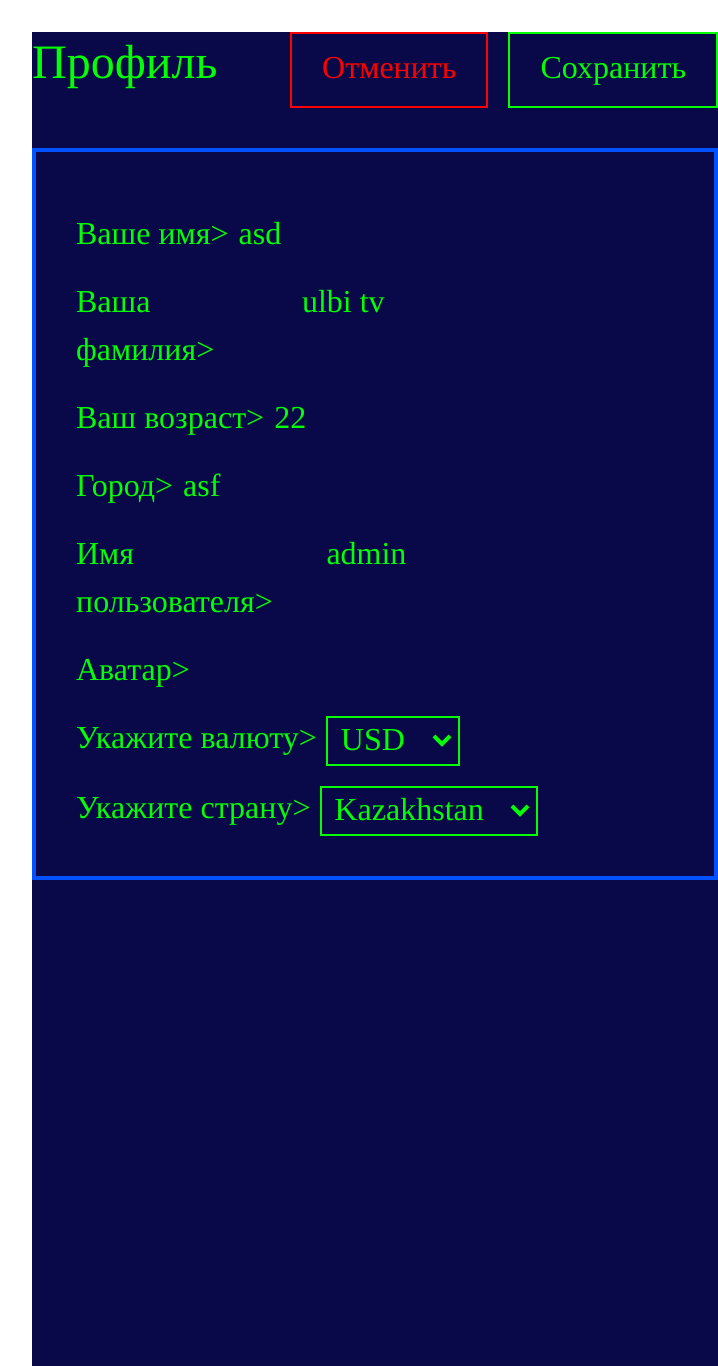 Профиль Отменить Сохранить
Ваше имя> asd
Ваша ulbi tv
фамилия>
Ваш возраст> 22
Город> asf
Имя admin
пользователя>
Аватар>
Укажите валюту> USD
Укажите страну> Kazakhstan